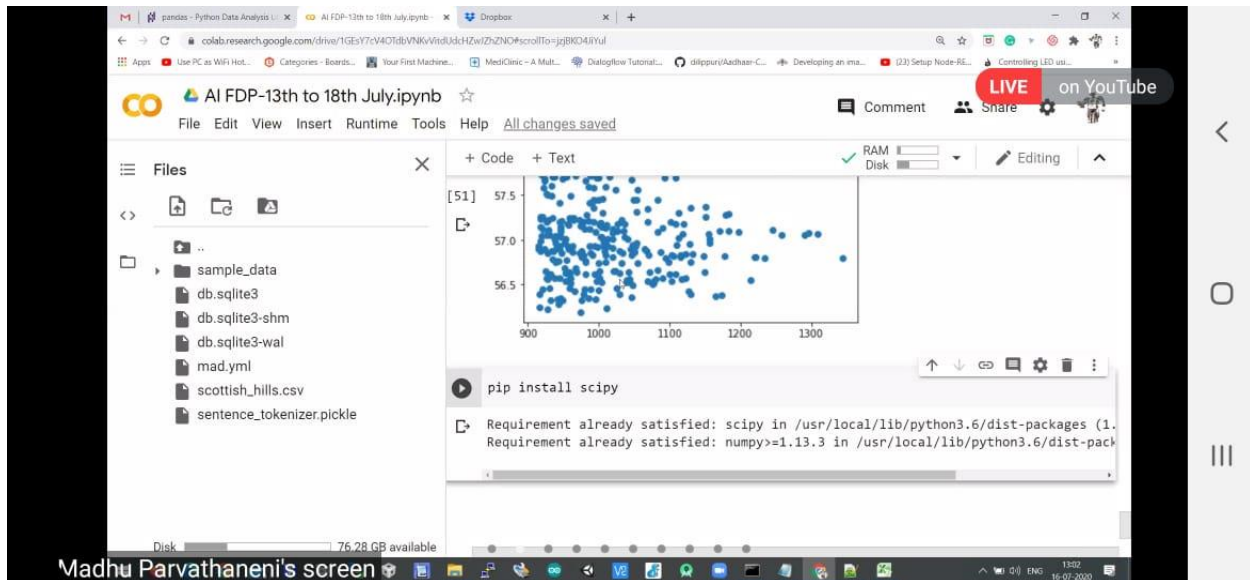 pandas - Python Data Analysis Li
AI FDP-13th to 18th July.ipynb -
Dropbox
colab.research.google.com/drive/1GEsY7cV4OTdbVNKvVitdUdcHZwJZhZNO#scrollTo=jzjBKO4JiYul
Apps
Use PC as WiFi Hot...
Categories - Boards...
Your First Machine...
MediClinic – A Mult...
Dialogflow Tutorial:...
dilippuri/Aadhaar-C...
Developing an ima...
(23) Setup Node-RE...
Controlling LED usi...
LIVE on YouTube
AI FDP-13th to 18th July.ipynb
Comment
Share
File Edit View Insert Runtime Tools Help All changes saved
Files
+ Code + Text
RAM
Disk
Editing
[51]
57.5
57.0
56.5
900 1000 1100 1200 1300
..
sample_data
db.sqlite3
db.sqlite3-shm
db.sqlite3-wal
mad.yml
scottish_hills.csv
sentence_tokenizer.pickle
pip install scipy
Requirement already satisfied: scipy in /usr/local/lib/python3.6/dist-packages (1.
Requirement already satisfied: numpy>=1.13.3 in /usr/local/lib/python3.6/dist-pack
Disk 76.28 GB available
Madhu Parvathaneni's screen
ENG
13:02
16-07-2020